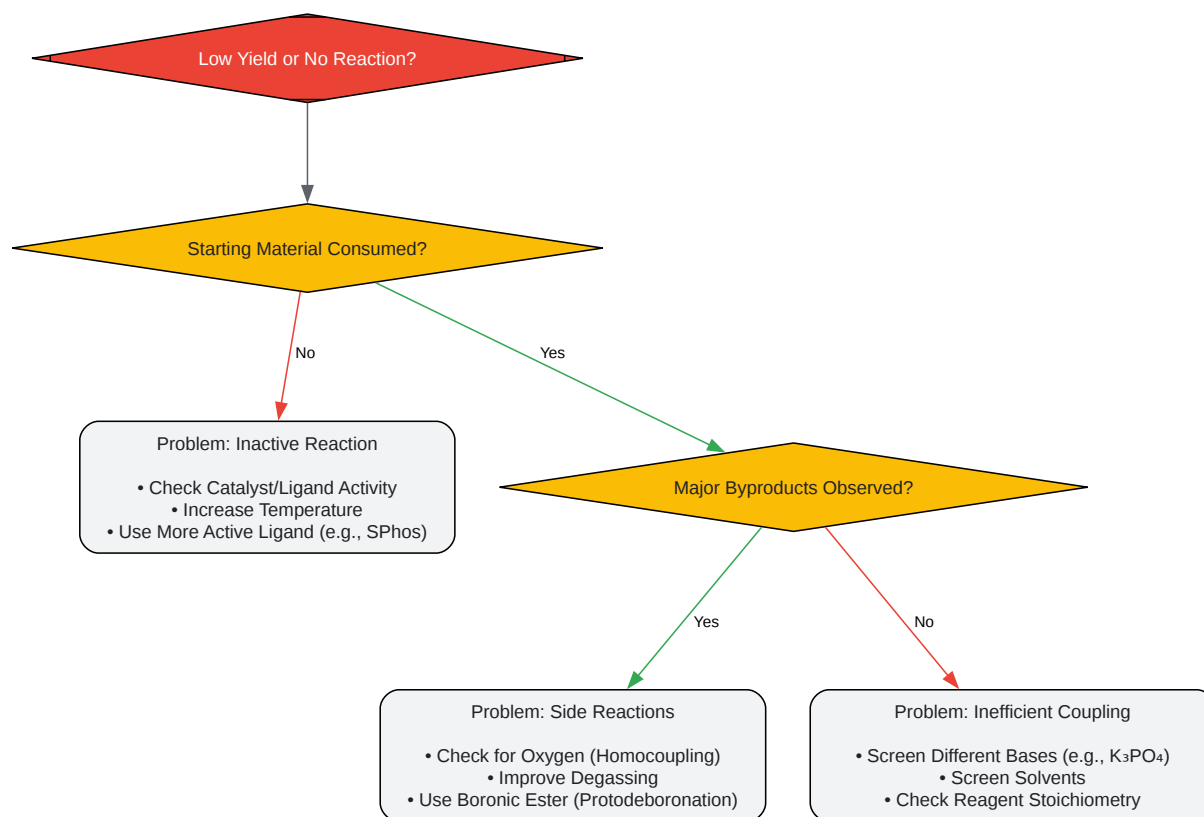 Low Yield or No Reaction?
Starting Material Consumed?
No
Yes
Problem: Inactive Reaction
• Check Catalyst/Ligand Activity
• Increase Temperature
• Use More Active Ligand (e.g., SPhos)
Major Byproducts Observed?
Yes
No
Problem: Side Reactions
• Check for Oxygen (Homocoupling)
• Improve Degassing
• Use Boronic Ester (Protodeboronation)
Problem: Inefficient Coupling
• Screen Different Bases (e.g., K₃PO₄)
• Screen Solvents
• Check Reagent Stoichiometry